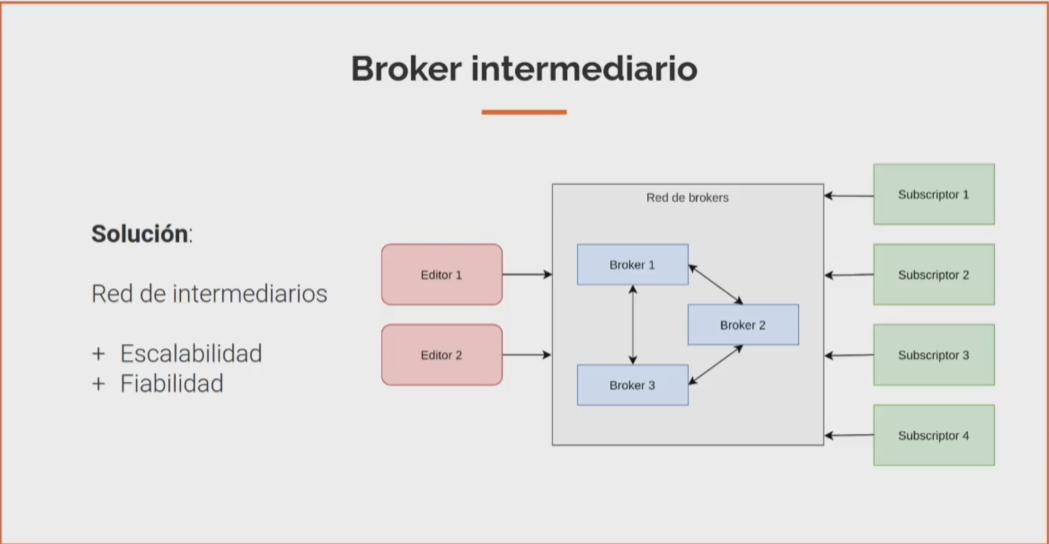 Broker intermediario
Solución:
Red de intermediarios
+ Escalabilidad
+ Fiabilidad
Editor 1
Editor 2
Red de brokers
Broker 1
Broker 2
Broker 3
Subscriptor 1
Subscriptor 2
Subscriptor 3
Subscriptor 4